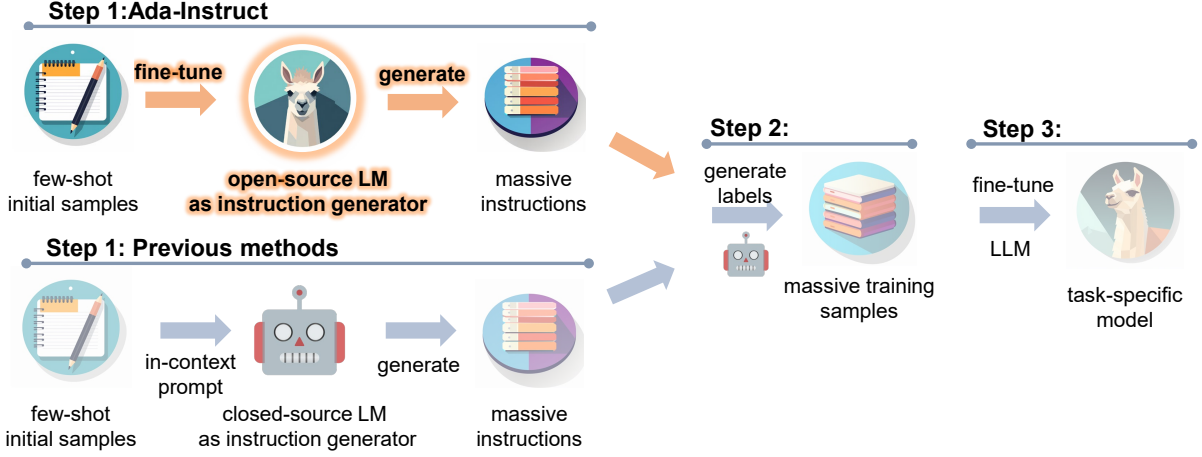 Step 1:Ada-Instruct
fine-tune
generate
few-shot
initial samples
open-source LM
as instruction generator
massive
instructions
Step 1: Previous methods
in-context
prompt
generate
few-shot
initial samples
closed-source LM
as instruction generator
massive
instructions
Step 2:
generate
labels
massive training
samples
Step 3:
fine-tune
LLM
task-specific
model